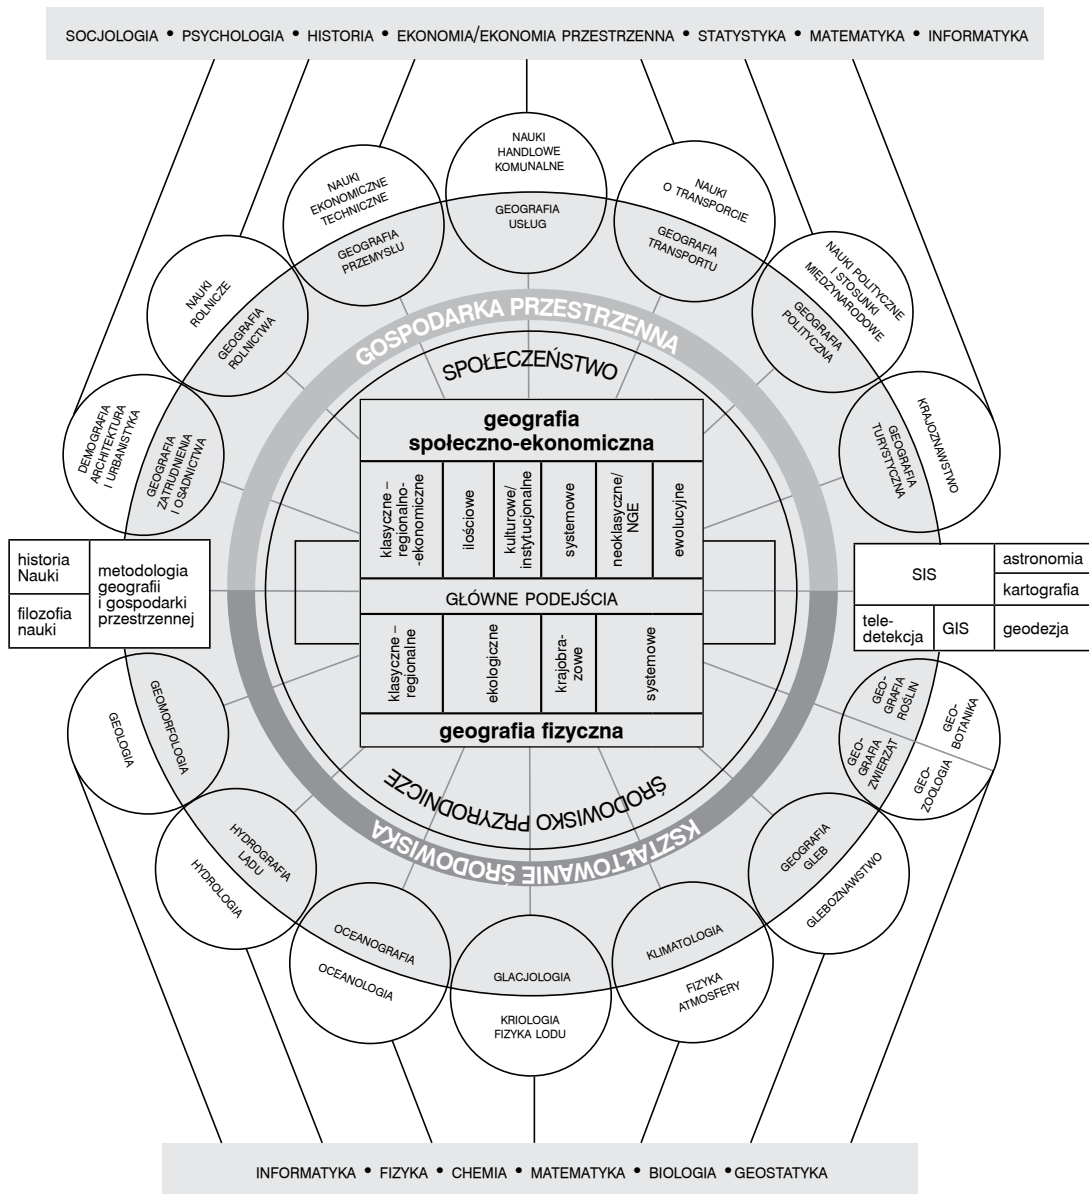 SOCJOLOGIA • PSYCHOLOGIA • HISTORIA • EKONOMIA/EKONOMIA PRZESTRZENNA • STATYSTYKA • MATEMATYKA • INFORMATYKA
NAUKI
HANDLOWE
KOMUNALNE
GEOGRAFIA
USŁUG
NAUKI
EKONOMICZNE
TECHNICZNE
GEOGRAFIA
PRZEMYSŁU
NAUKI
O TRANSPORCIE
GEOGRAFIA
TRANSPORTU
NAUKI
ROLNICZE
GEOGRAFIA
ROLNICTWA
NAUKI POLITYCZNE
I STOSUNKI
MIĘDZYNARODOWE
GEOGRAFIA
POLITYCZNA
DEMOGRAFIA
ARCHITEKTURA
I URBANISTYKA
GEOGRAFIA
ZATRUDNIENIA
I OSADNICTWA
KRAJOZNAWSTWO
GEOGRAFIA
TURYSTYCZNA
GOSPODARKA PRZESTRZENNA
SPOŁECZEŃSTWO
geografia
społeczno-ekonomiczna
klasyczne –
regionalno-
-ekonomiczne
ilościowe
kulturowe/
instytucjonalne
systemowe
neoklasyczne/
NGE
ewolucyjne
GŁÓWNE PODEJŚCIA
klasyczne –
regionalne
ekologiczne
krajobra-
zowe
systemowe
geografia fizyczna
ŚRODOWISKO PRZYRODNICZE
KSZTAŁTOWANIE ŚRODOWISKA
historia
Nauki
filozofia
nauki
metodologia
geografii
i gospodarki
przestrzennej
SIS
astronomia
kartografia
tele-
detekcja
GIS
geodezja
GEOMORFOLOGIA
GEOLOGIA
GEO-
GRAFIA
ROŚLIN
GEO-
BOTANIKA
GEO-
GRAFIA
ZWIERZĄT
GEO-
ZOOLOGIA
HYDROGRAFIA
LĄDU
HYDROLOGIA
GEOGRAFIA
GLEB
GLEBOZNAWSTWO
OCEANOGRAFIA
OCEANOLOGIA
GLACJOLOGIA
KRIOLOGIA
FIZYKA LODU
KLIMATOLOGIA
FIZYKA
ATMOSFERY
INFORMATYKA • FIZYKA • CHEMIA • MATEMATYKA • BIOLOGIA •GEOSTATYKA